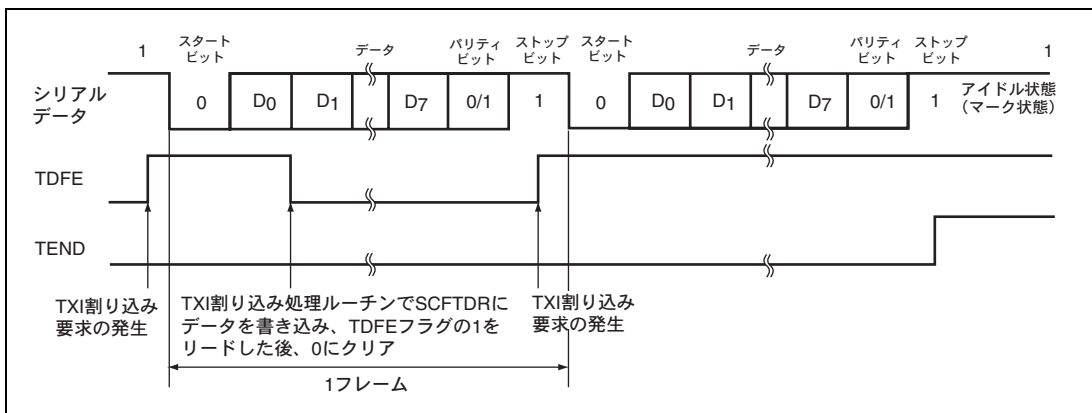 1 スタートビット データ パリティビット ストップビット スタートビット データ パリティビット ストップビット 1
シリアルデータ 0 D0 D1 D7 0/1 1 0 D0 D1 D7 0/1 1 アイドル状態（マーク状態）
TDFE
TEND
TXI割り込み要求の発生
TXI割り込み処理ルーチンでSCFTDRに
データを書き込み、TDFEフラグの1を
リードした後、0にクリア
TXI割り込み要求の発生
1フレーム